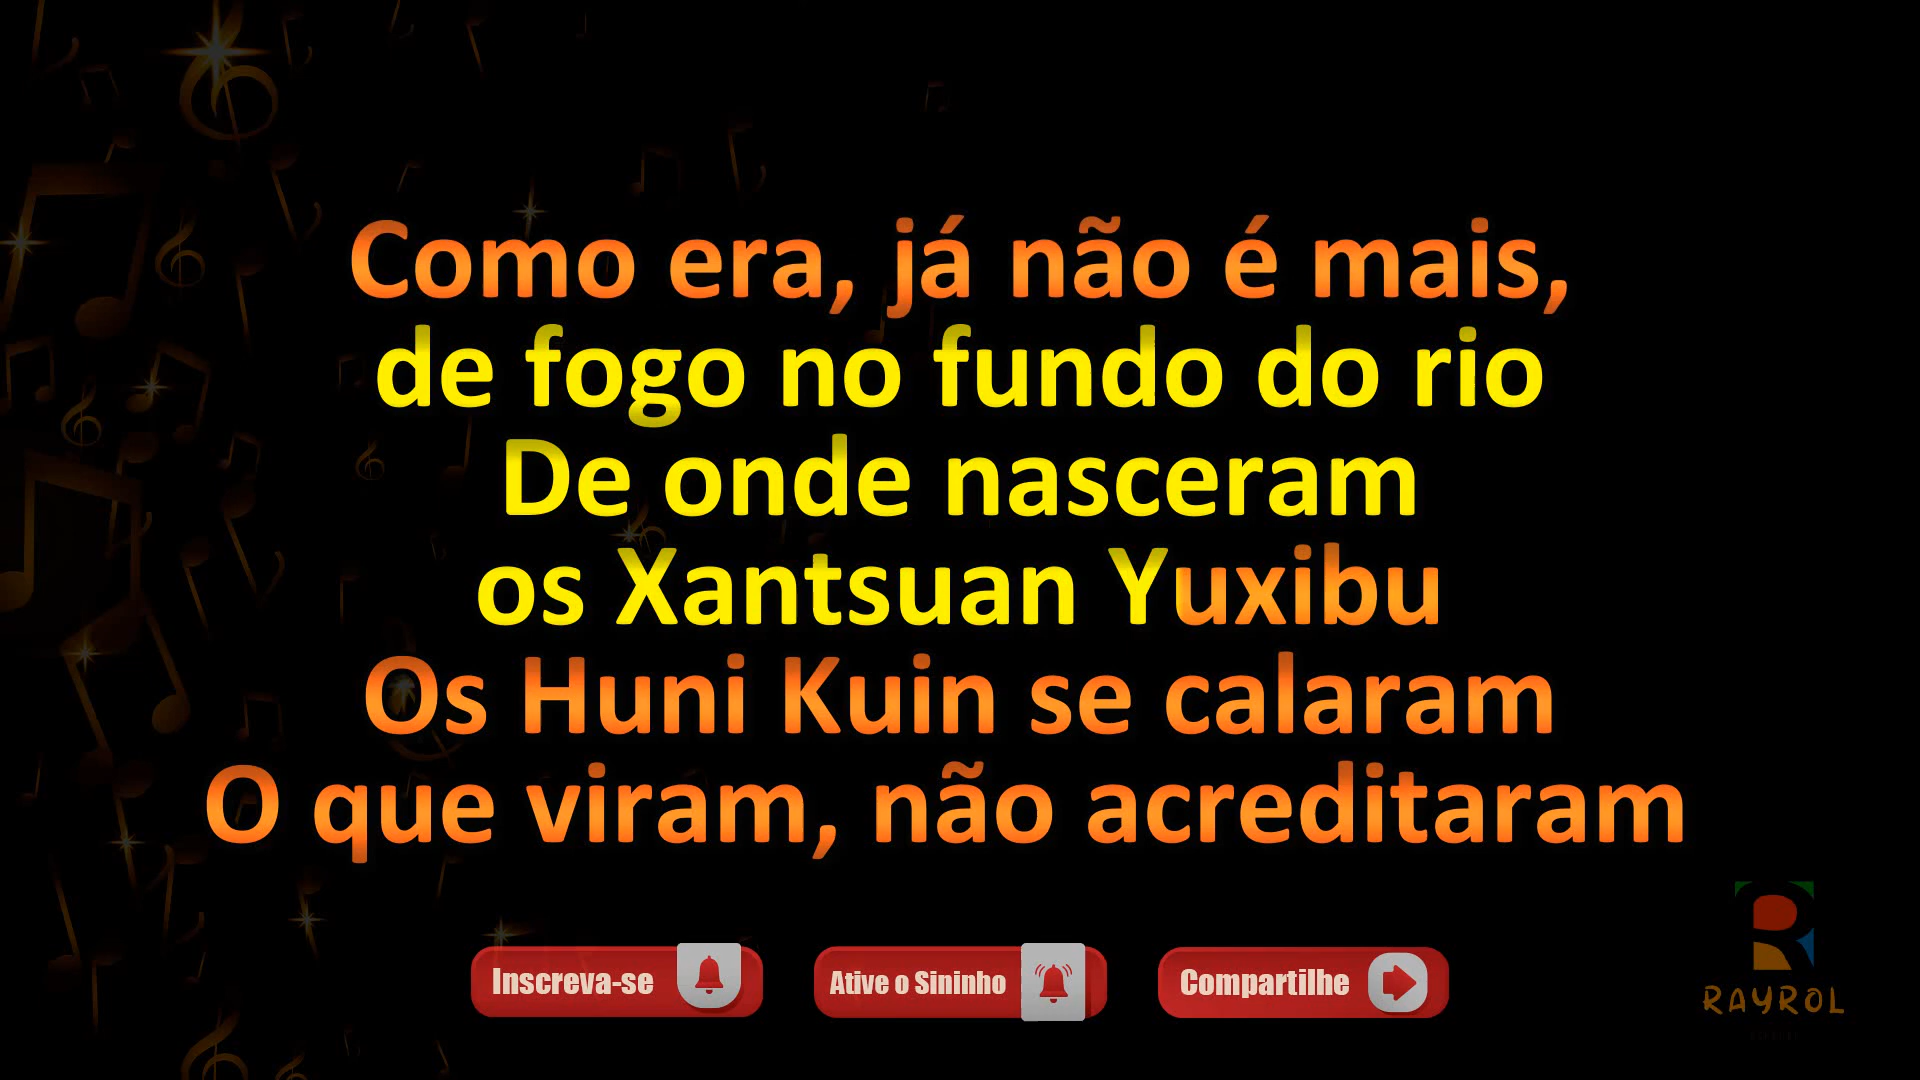 Como era, já não é mais,
de fogo no fundo do rio
De onde nasceram
os Xantsuan Yuxibu
Os Huni Kuin se calaram
O que viram, não acreditaram
Inscreva-se
Ative o Sininho
Compartilhe
RAYROL